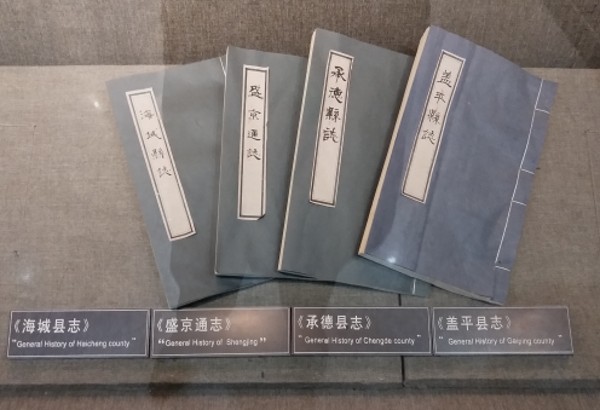 海城縣誌
盛京通誌
承德縣誌
盖平縣誌
《海城县志》
"General History of Haicheng county"
《盛京通志》
"General History of Shengjing"
《承德县志》
"General History of Chengde county"
《盖平县志》
"General History of Gaiping county"